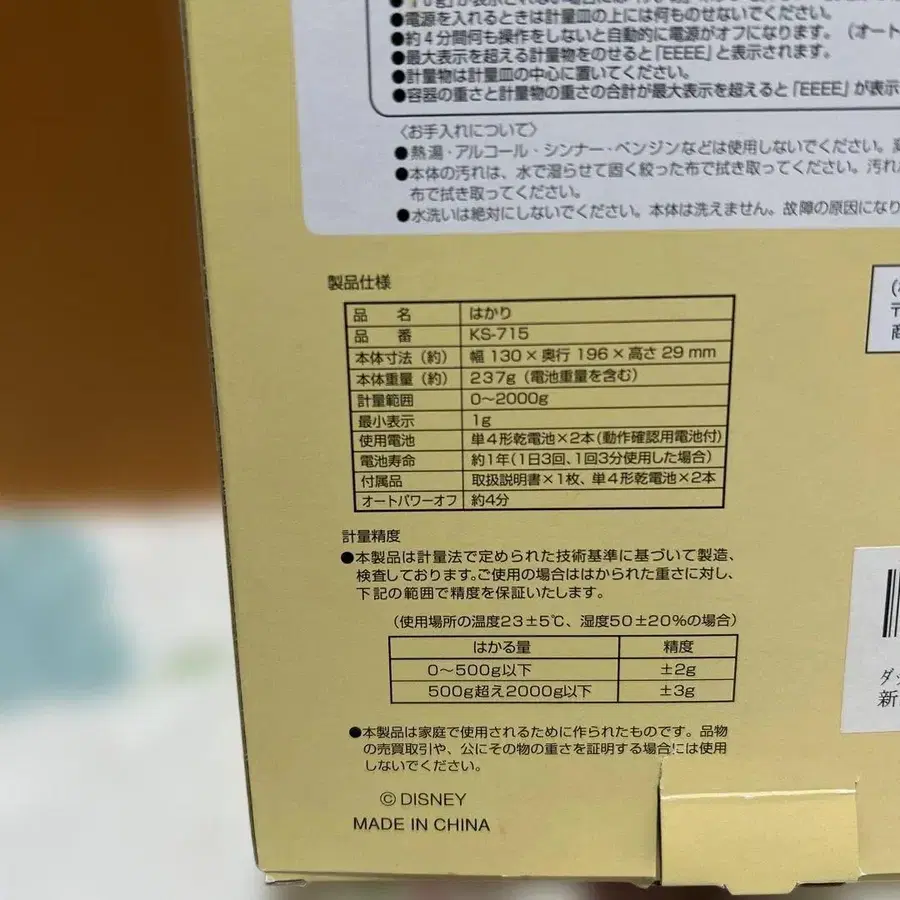 ●電源を入れるときは計量皿の上には何ものせないでください。
●約4分間何も操作をしないと自動的に電源がオフになります。(オート
●最大表示を超える計量物をのせると「EEEE」と表示されます。
●計量物は計量皿の中心に置いてください。
●容器の重さと計量物の重さの合計が最大表示を超えると「EEEE」が表示
〈お手入れについて〉
●熱湯・アルコール・シンナー・ベンジンなどは使用しないでください。
●本体の汚れは、水で湿らせて固く絞った布で拭き取ってください。汚れ
布で拭き取ってください。
●水洗いは絶対にしないでください。本体は洗えません。故障の原因になり
製品仕様
品 名 はかり
品 番 KS-715
本体寸法(約) 幅 130×奥行 196×高さ 29 mm
本体重量(約) 237g(電池重量を含む)
計量範囲 0〜2000g
最小表示 1g
使用電池 単4形乾電池×2本(動作確認用電池付)
電池寿命 約1年(1日3回、1回3分使用した場合)
付属品 取扱説明書×1枚、単4形乾電池×2本
オートパワーオフ 約4分
計量精度
●本製品は計量法で定められた技術基準に基づいて製造、
検査しております。ご使用の場合ははかられた重さに対し、
下記の範囲で精度を保証いたします。
(使用場所の温度23±5℃、湿度50±20%の場合)
はかる量 精度
0〜500g以下 ±2g
500g超え2000g以下 ±3g
●本製品は家庭で使用されるために作られたものです。品物
の売買取引や、公にその物の重さを証明する場合には使用
しないでください。
© DISNEY
MADE IN CHINA
新